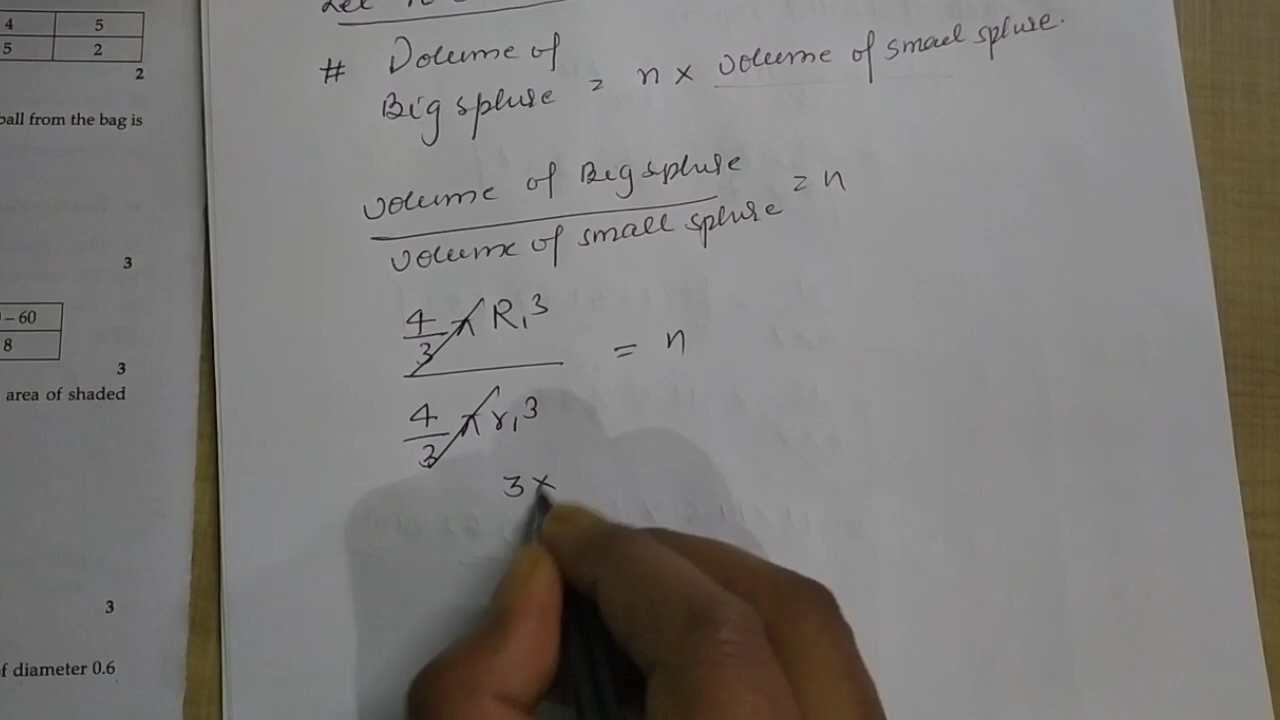 4 5
5 2
2
ball from the bag is
3
– 60
8
3
area of shaded
3
f diameter 0.6
# Volume of
Big sphere = n × volume of small sphere.
volume of Big sphere
= n
volume of small sphere
4/3 π R₁³
= n
4/3 π r₁³
3 ×